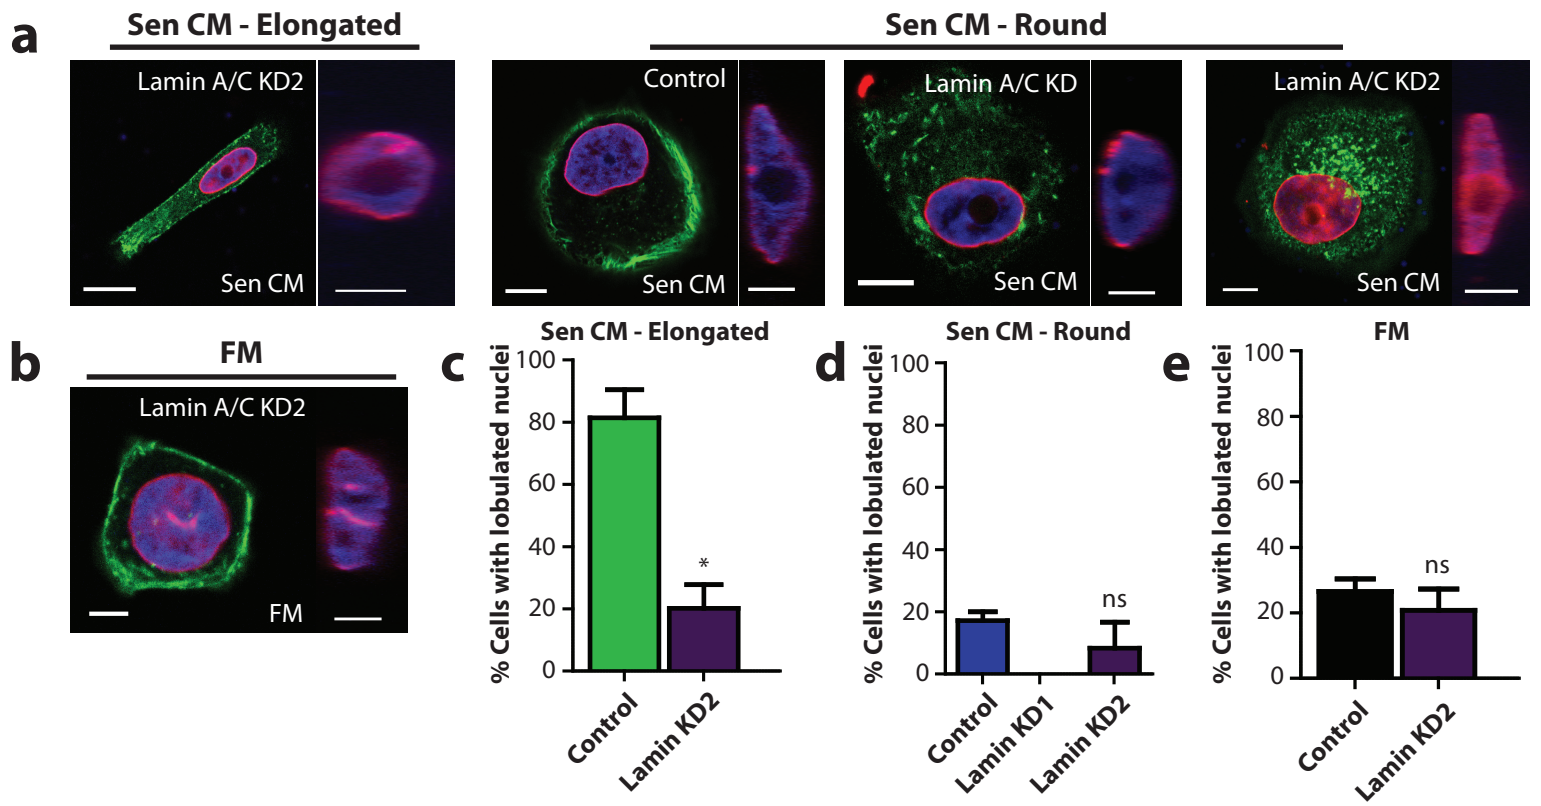 a
Sen CM - Elongated
Sen CM - Round
Lamin A/C KD2
Sen CM
Control
Sen CM
Lamin A/C KD
Sen CM
Lamin A/C KD2
Sen CM
b
FM
Lamin A/C KD2
FM
c
Sen CM - Elongated
% Cells with lobulated nuclei
100
80
60
40
20
0
*
Control
Lamin KD2
d
Sen CM - Round
% Cells with lobulated nuclei
100
80
60
40
20
0
ns
Control
Lamin KD1
Lamin KD2
e
FM
% Cells with lobulated nuclei
100
80
60
40
20
0
ns
Control
Lamin KD2